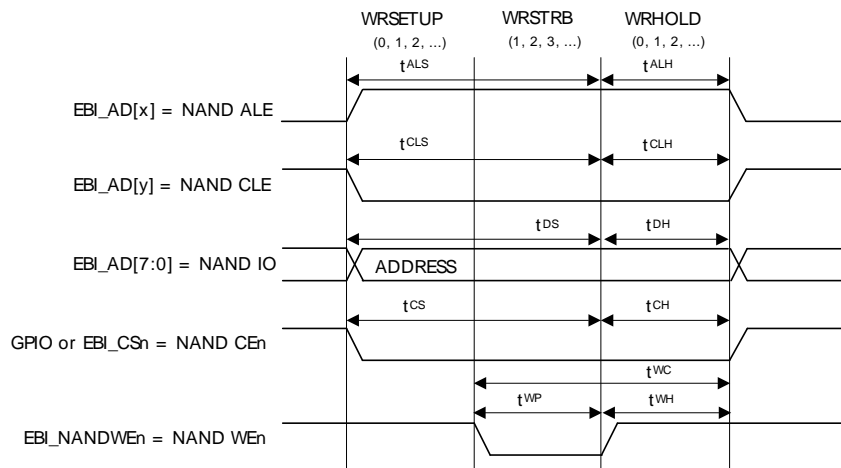 WRSETUP WRSTRB WRHOLD
(0, 1, 2, ...) (1, 2, 3, ...) (0, 1, 2, ...)
tALS tALH
EBI_AD[x] = NAND ALE
tCLS tCLH
EBI_AD[y] = NAND CLE
tDS tDH
EBI_AD[7:0] = NAND IO ADDRESS
tCS tCH
GPIO or EBI_CSn = NAND CEn
tWC
tWP tWH
EBI_NANDWEn = NAND WEn